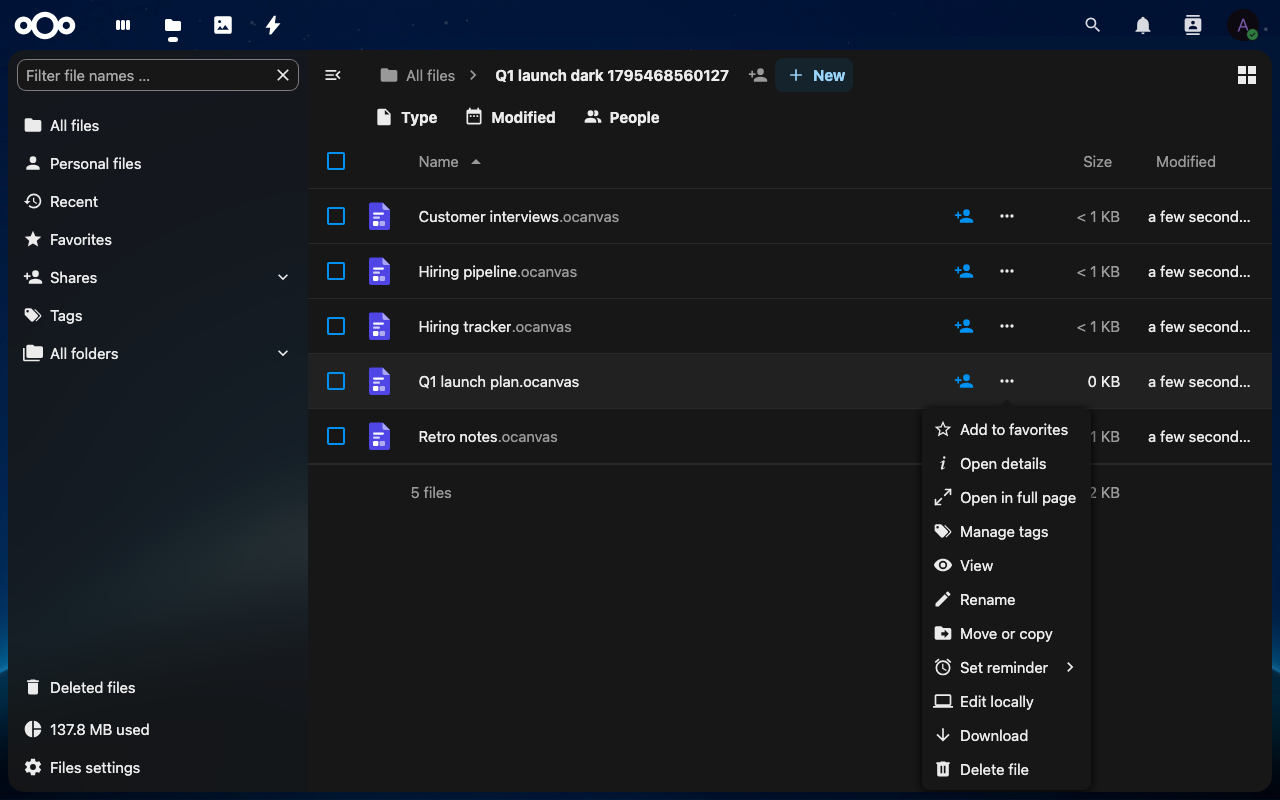 A
Filter file names ...
All files
Q1 launch dark 1795468560127
New
Type
Modified
People
All files
Personal files
Recent
Favorites
Shares
Tags
All folders
Deleted files
137.8 MB used
Files settings
Name
Size
Modified
Customer interviews.ocanvas
< 1 KB
a few second...
Hiring pipeline.ocanvas
< 1 KB
a few second...
Hiring tracker.ocanvas
< 1 KB
a few second...
Q1 launch plan.ocanvas
0 KB
a few second...
Retro notes.ocanvas
1 KB
a few second...
5 files
2 KB
Add to favorites
Open details
Open in full page
Manage tags
View
Rename
Move or copy
Set reminder
Edit locally
Download
Delete file